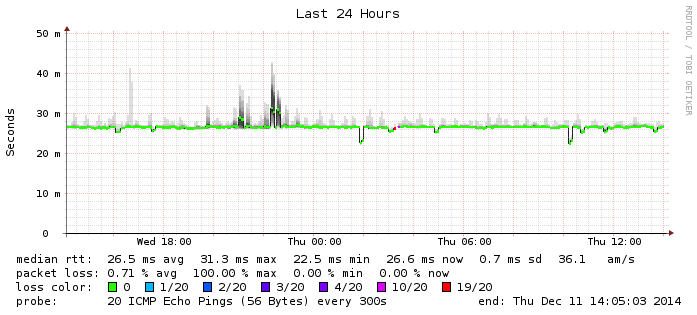 Last 24 Hours
RRDTOOL / TOBI OETIKER
Seconds
50 m
40 m
30 m
20 m
10 m
0
Wed 18:00 Thu 00:00 Thu 06:00 Thu 12:00
median rtt: 26.5 ms avg 31.3 ms max 22.5 ms min 26.6 ms now 0.7 ms sd 36.1 am/s
packet loss: 0.71 % avg 100.00 % max 0.00 % min 0.00 % now
loss color: 0 1/20 2/20 3/20 4/20 10/20 19/20
probe: 20 ICMP Echo Pings (56 Bytes) every 300s end: Thu Dec 11 14:05:03 2014